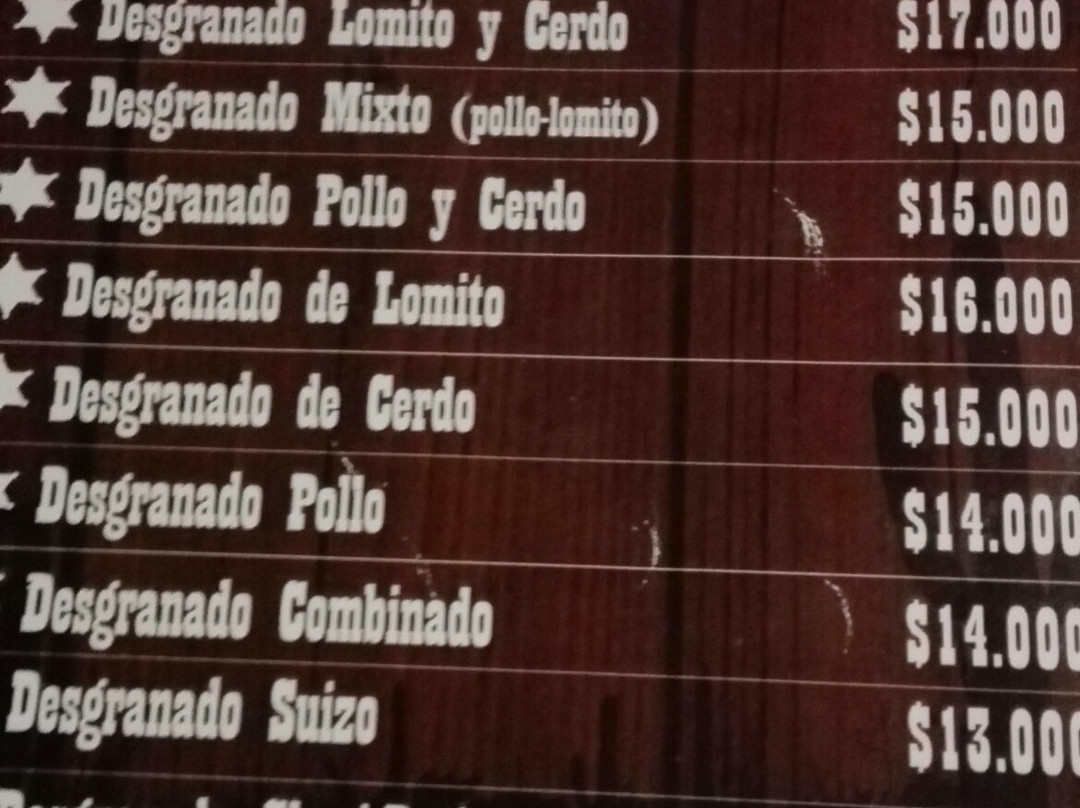 Desgranado Lomito y Cerdo $17.000
Desgranado Mixto (pollo-lomito) $15.000
Desgranado Pollo y Cerdo $15.000
Desgranado de Lomito $16.000
Desgranado de Cerdo $15.000
Desgranado Pollo $14.000
Desgranado Combinado $14.000
Desgranado Suizo $13.000